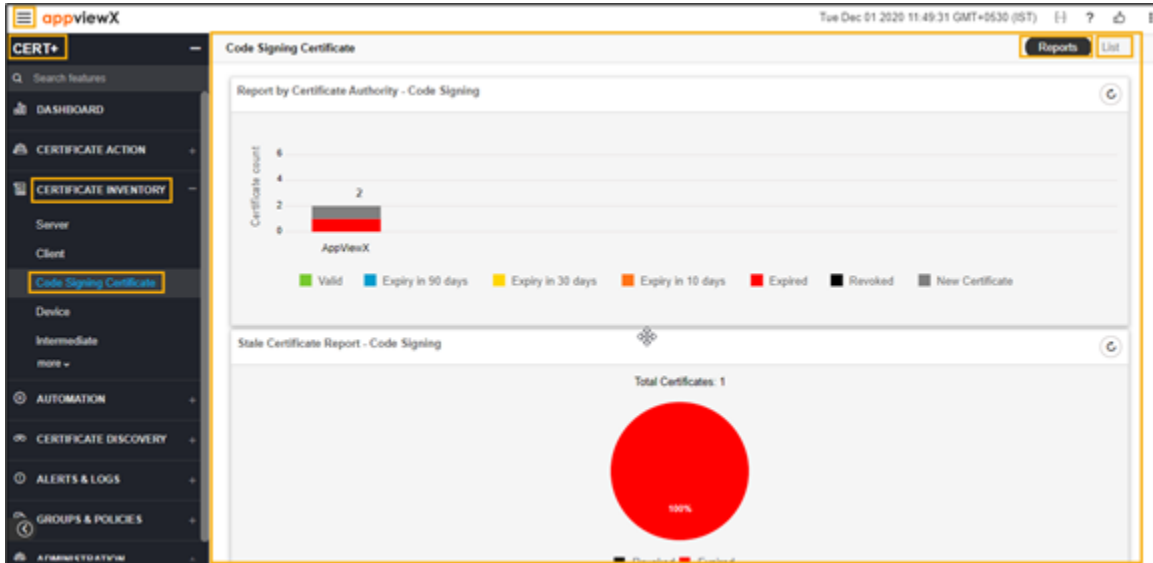 appviewX
Tue Dec 01 2020 11:49:31 GMT+0530 (IST)
?
CERT+
Search features
DASHBOARD
CERTIFICATE ACTION
+
CERTIFICATE INVENTORY
−
Server
Client
Code Signing Certificate
Device
Intermediate
more
AUTOMATION
+
CERTIFICATE DISCOVERY
+
ALERTS & LOGS
+
GROUPS & POLICIES
+
ADMINISTRATION
Code Signing Certificate
Reports
List
Report by Certificate Authority - Code Signing
Certificate count
6
4
2
0
2
AppViewX
Valid Expiry in 90 days Expiry in 30 days Expiry in 10 days Expired Revoked New Certificate
Stale Certificate Report - Code Signing
Total Certificates: 1
100%
Revoked Expired